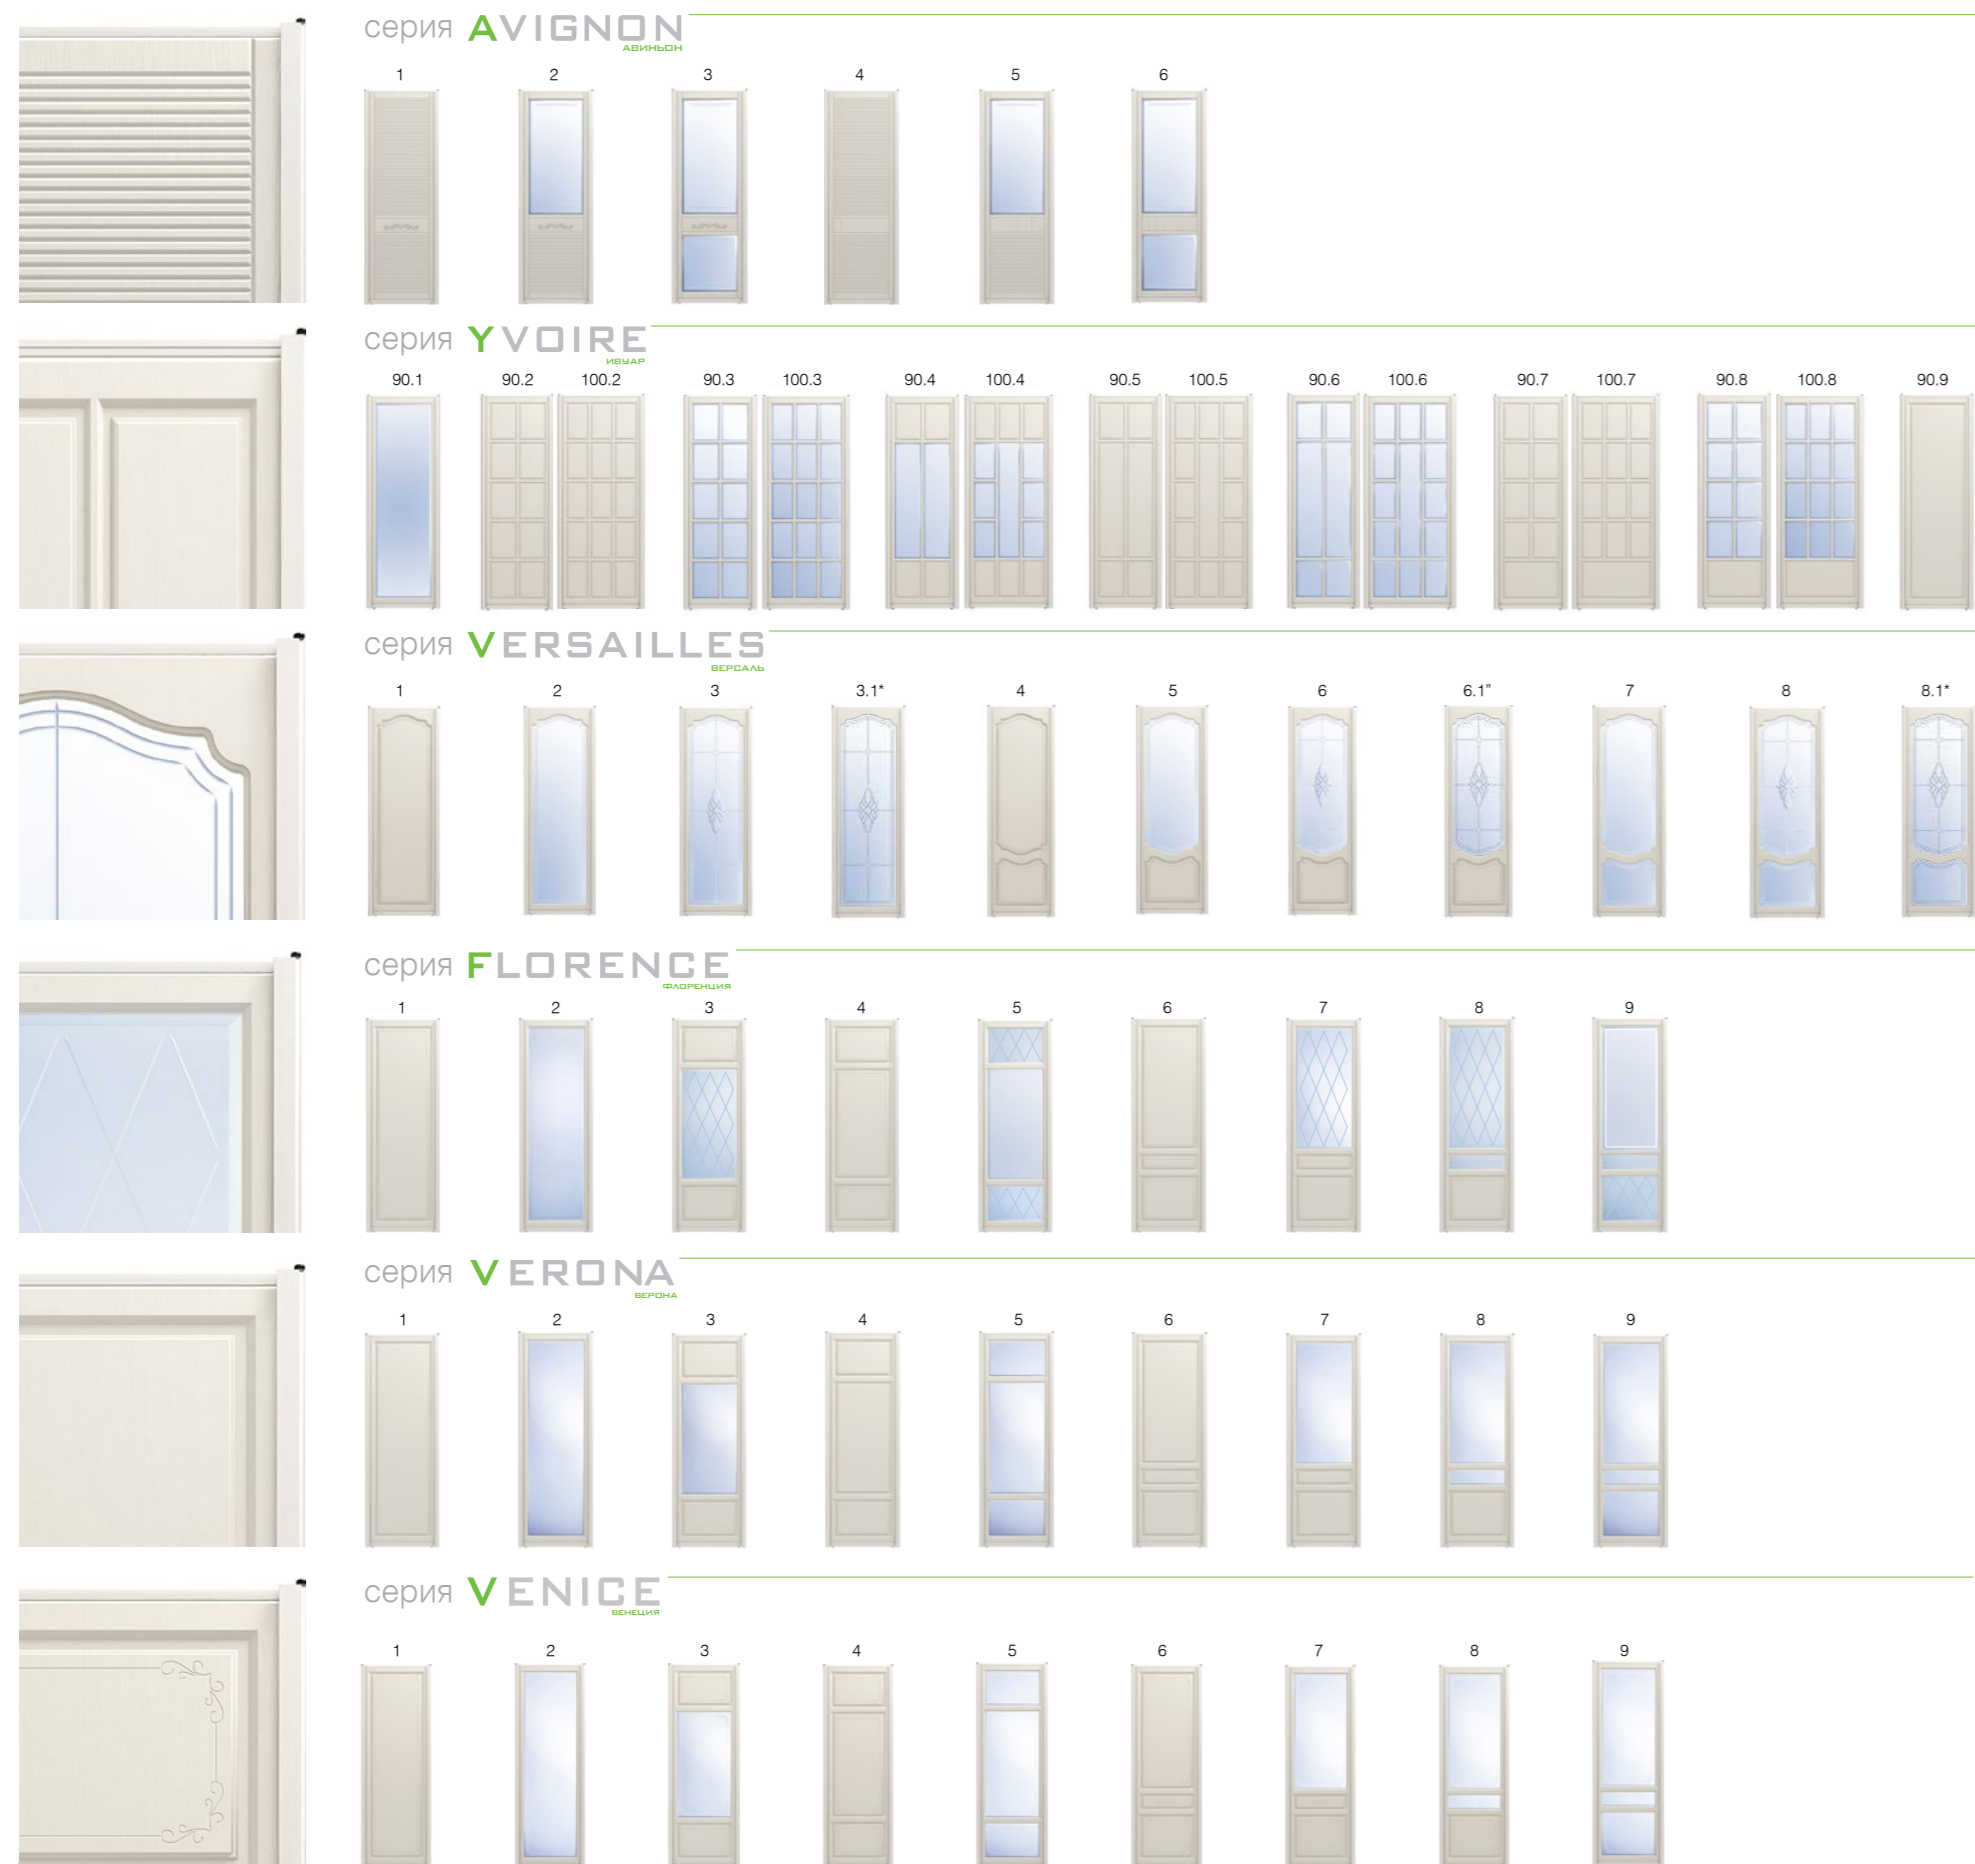 серия AVIGNON
АВИНЬОН
1 2 3 4 5 6
серия YVOIRE
ИВУАР
90.1 90.2 100.2 90.3 100.3 90.4 100.4 90.5 100.5 90.6 100.6 90.7 100.7 90.8 100.8 90.9
серия VERSAILLES
ВЕРСАЛЬ
1 2 3 3.1* 4 5 6 6.1" 7 8 8.1*
серия FLORENCE
ФЛОРЕНЦИЯ
1 2 3 4 5 6 7 8 9
серия VERONA
ВЕРОНА
1 2 3 4 5 6 7 8 9
серия VENICE
ВЕНЕЦИЯ
1 2 3 4 5 6 7 8 9